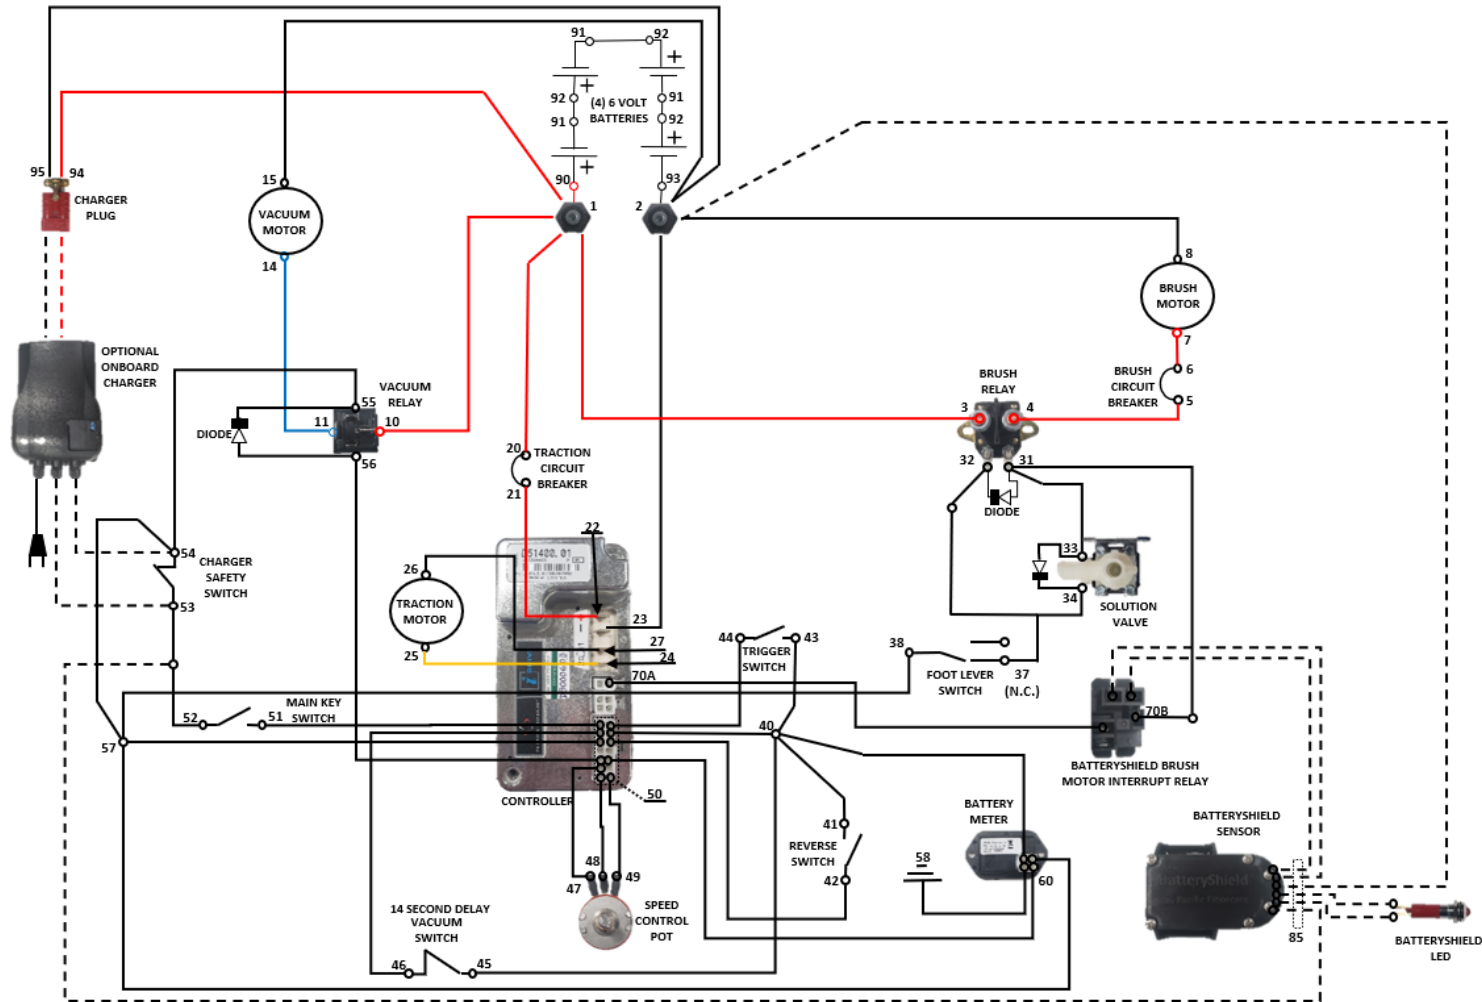 91
92
92
91
(4) 6 VOLT
BATTERIES
91
92
95
94
CHARGER
PLUG
15
VACUUM
MOTOR
14
90
93
1
2
8
BRUSH
MOTOR
7
OPTIONAL
ONBOARD
CHARGER
VACUUM
RELAY
55
11
10
DIODE
56
BRUSH
RELAY
BRUSH
CIRCUIT
BREAKER
6
5
3
4
20
TRACTION
CIRCUIT
BREAKER
21
32
31
DIODE
22
54
CHARGER
SAFETY
SWITCH
53
26
TRACTION
MOTOR
25
23
27
24
70A
44
43
TRIGGER
SWITCH
33
34
SOLUTION
VALVE
38
FOOT LEVER
SWITCH
37
(N.C.)
MAIN KEY
SWITCH
52
51
57
40
70B
BATTERYSHIELD BRUSH
MOTOR INTERRUPT RELAY
CONTROLLER
50
BATTERY
METER
41
REVERSE
SWITCH
42
58
60
BATTERYSHIELD
SENSOR
BatteryShield
48
47
49
SPEED
CONTROL
POT
14 SECOND DELAY
VACUUM
SWITCH
46
45
85
BATTERYSHIELD
LED